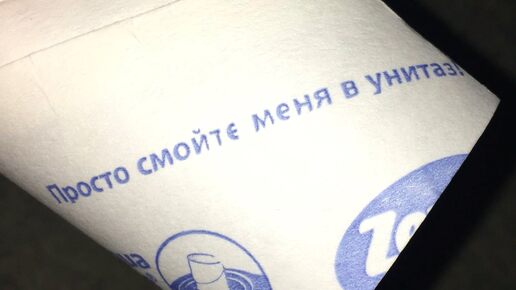 Просто смойте меня в унитаз!